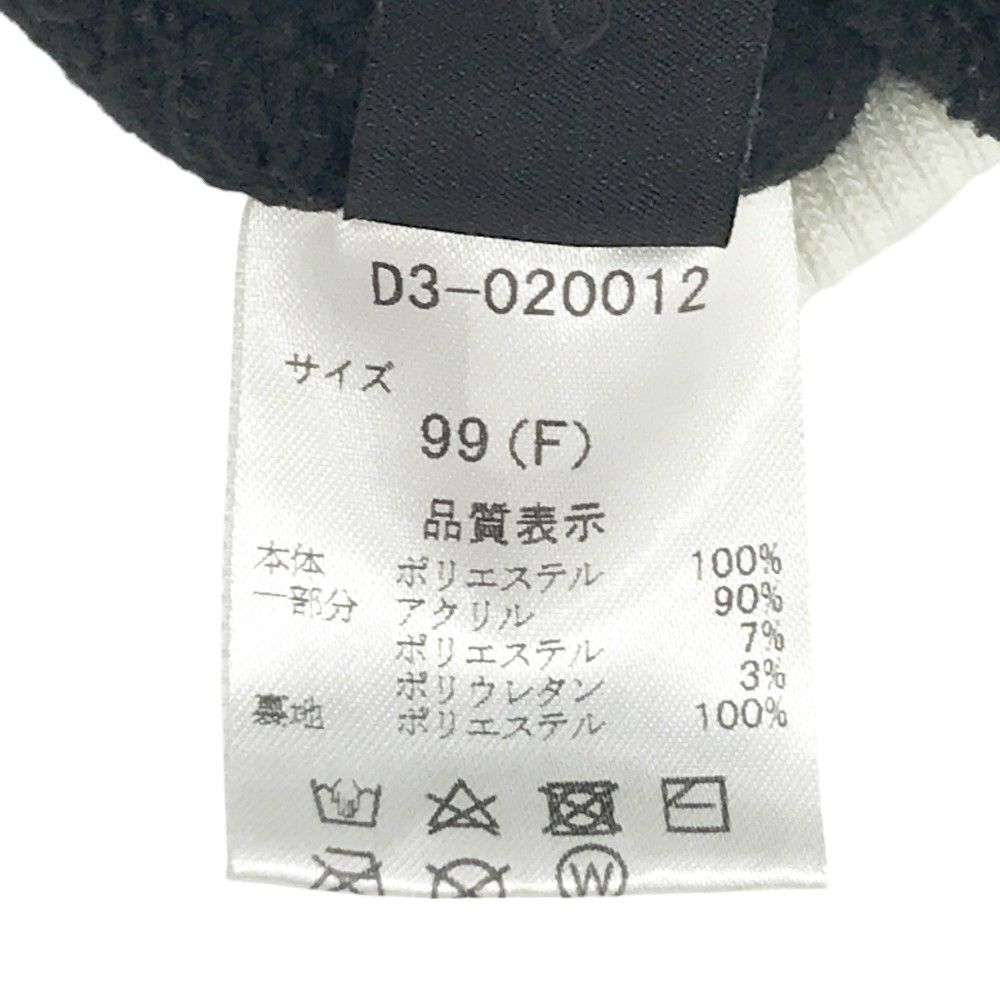 D3-020012
サイズ
99(F)
品質表示
本体 ポリエステル 100%
一部分 アクリル 90%
ポリエステル 7%
ポリウレタン 3%
裏地 ポリエステル 100%
W